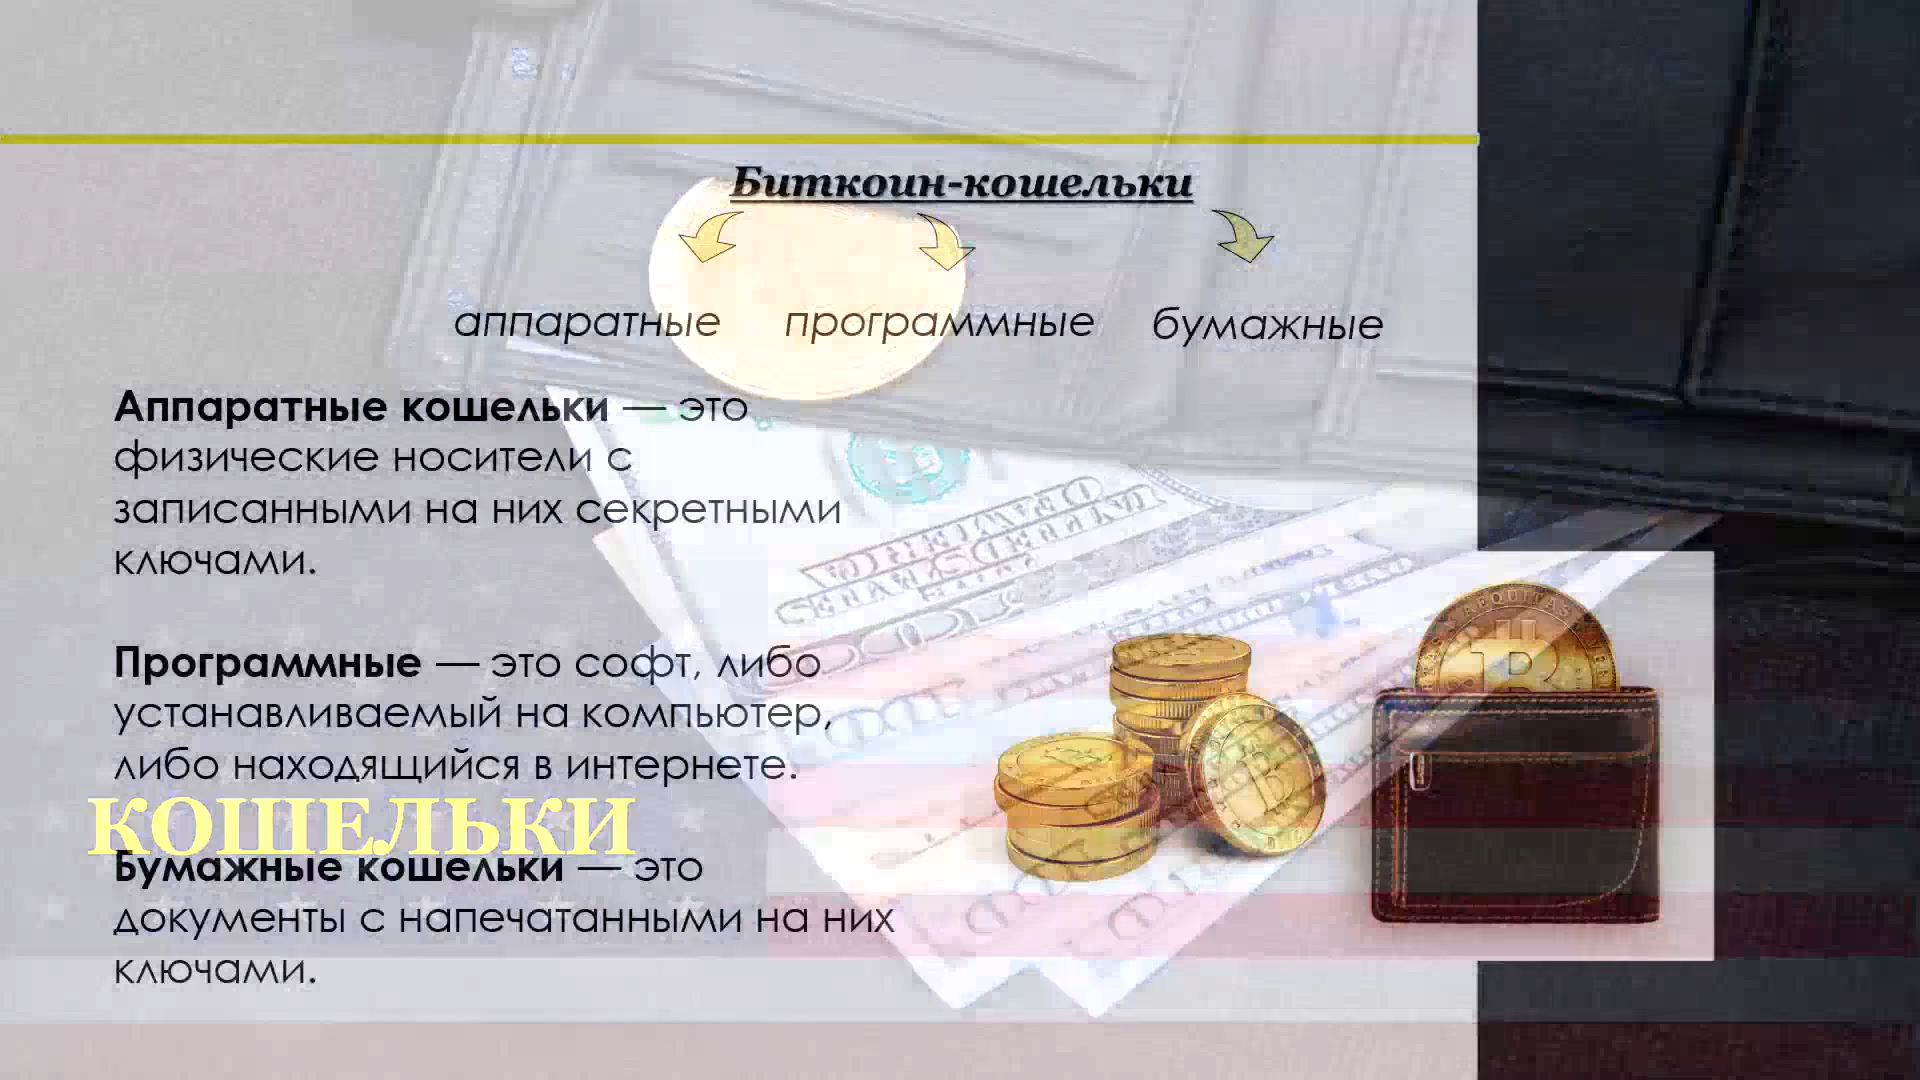 Биткоин-кошельки
аппаратные программные бумажные
Аппаратные кошельки — это
физические носители с
записанными на них секретными
ключами.
Программные — это софт, либо
устанавливаемый на компьютер,
либо находящийся в интернете.
КОШЕЛЬКИ
Бумажные кошельки — это
документы с напечатанными на них
ключами.